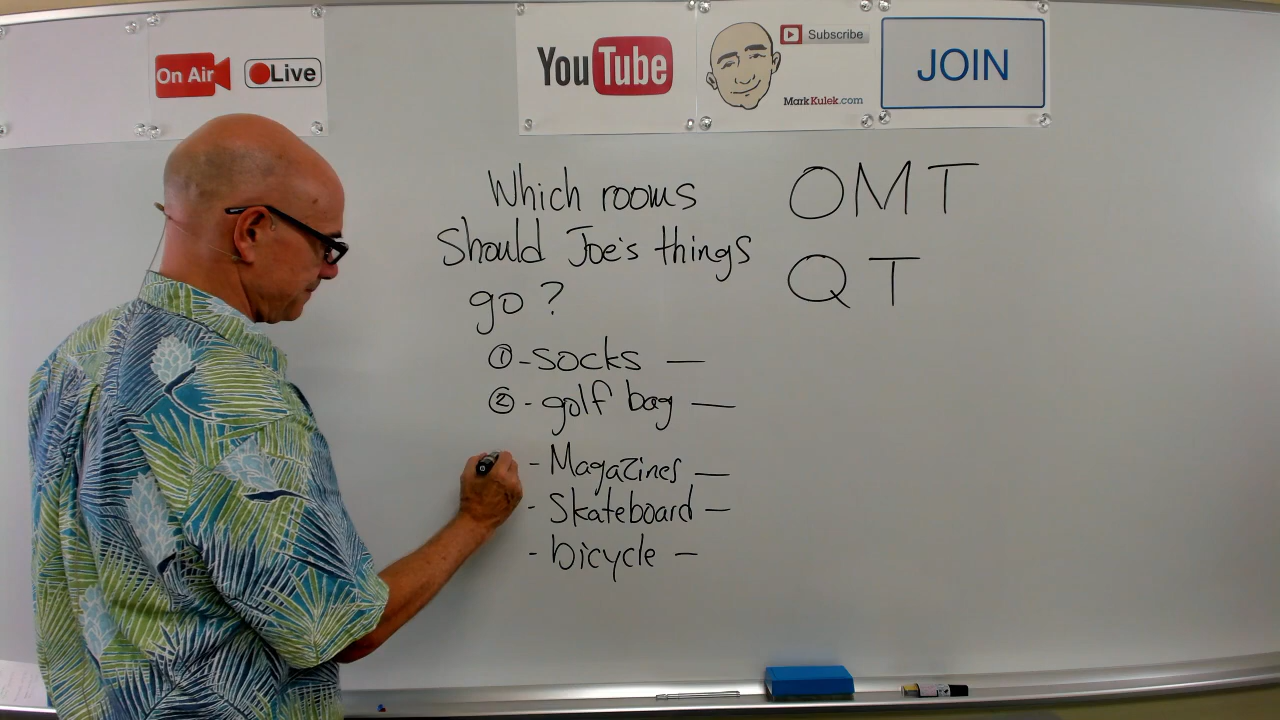 On Air
Live
YouTube
Subscribe
MarkKulek.com
JOIN
Which rooms
Should Joe's things
go?
① - socks —
② - golf bag —
- Magazines —
- Skateboard —
- bicycle —
OMT
QT